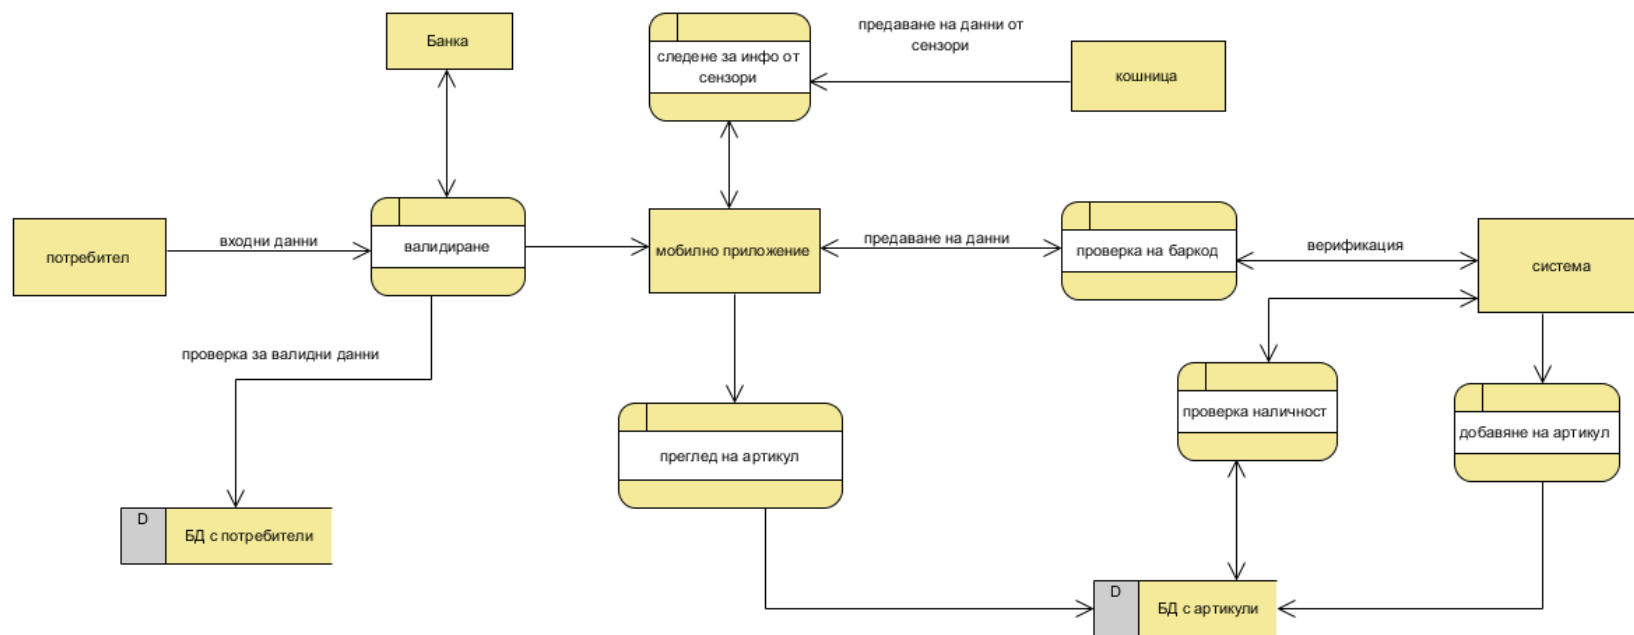 Банка
следене за инфо от
сензори
предаване на данни от
сензори
кошница
потребител
входни данни
валидиране
мобилно приложение
предаване на данни
проверка на баркод
верификация
система
проверка за валидни данни
преглед на артикул
проверка наличност
добавяне на артикул
D
БД с потребители
D
БД с артикули